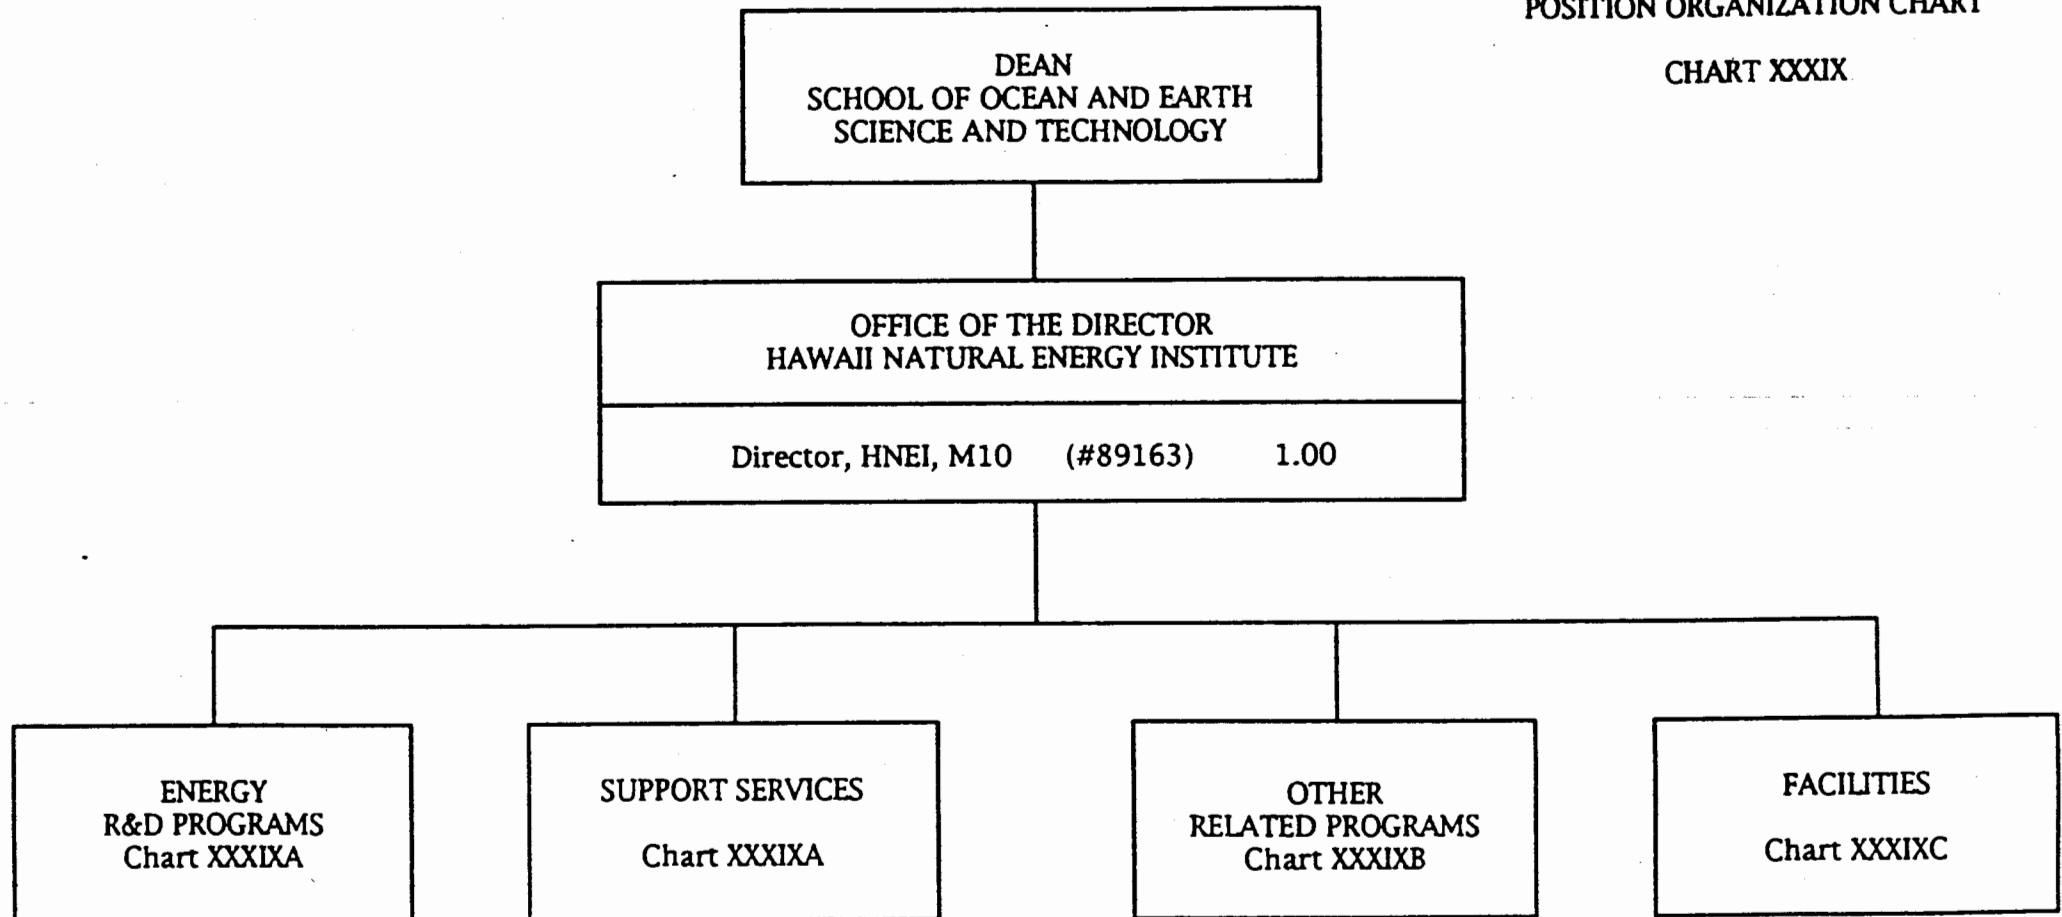 POSITION ORGANIZATION CHART
CHART XXXIX
DEAN
SCHOOL OF OCEAN AND EARTH
SCIENCE AND TECHNOLOGY
OFFICE OF THE DIRECTOR
HAWAII NATURAL ENERGY INSTITUTE
Director, HNEI, M10 (#89163) 1.00
ENERGY
R&D PROGRAMS
Chart XXXIXA
SUPPORT SERVICES
Chart XXXIXA
OTHER
RELATED PROGRAMS
Chart XXXIXB
FACILITIES
Chart XXXIXC